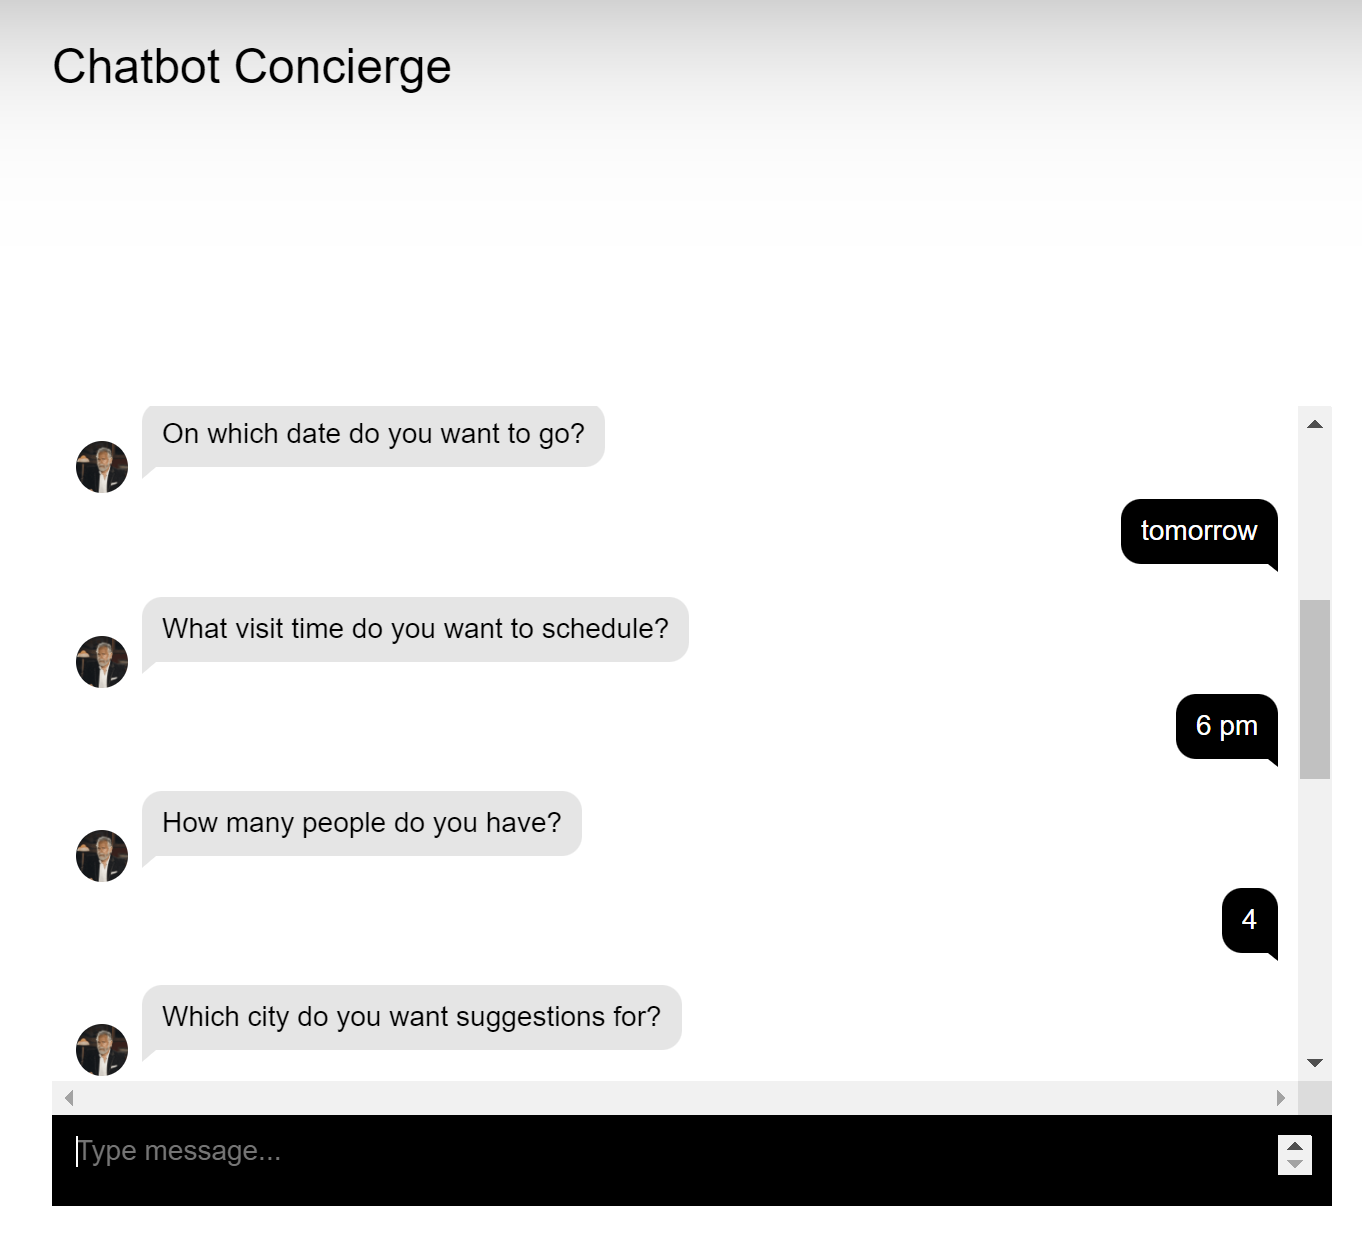 Chatbot Concierge
On which date do you want to go?
tomorrow
What visit time do you want to schedule?
6 pm
How many people do you have?
4
Which city do you want suggestions for?
Type message...